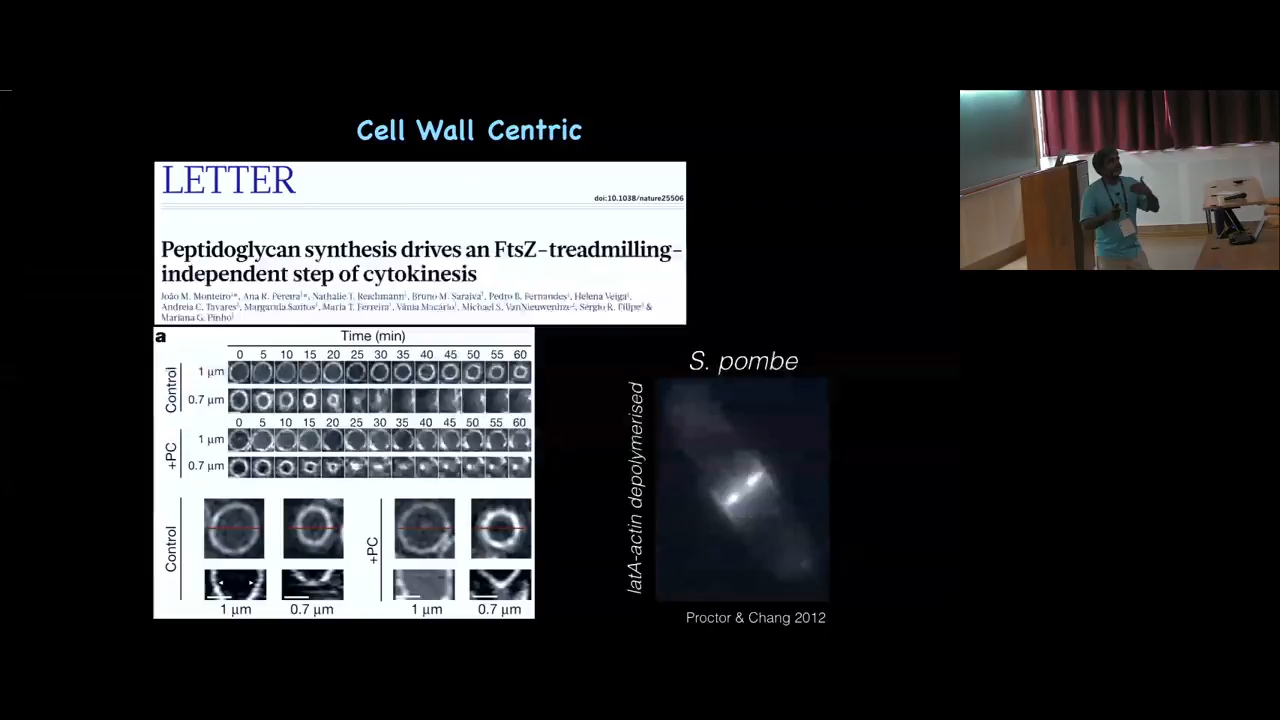 Cell Wall Centric
LETTER
doi:10.1038/nature25506
Peptidoglycan synthesis drives an FtsZ-treadmilling-
independent step of cytokinesis
João M. Monteiro, Ana R. Pereira, Nathalie T. Reichmann, Bruno M. Saraiva, Pedro B. Fernandes, Helena Veiga,
Andreia C. Tavares, Margarida Santos, Maria T. Ferreira, Vânia Macário, Michael S. VanNieuwenhze, Sérgio R. Filipe &
Mariana G. Pinho
a
Time (min)
0 5 10 15 20 25 30 35 40 45 50 55 60
Control
1 µm
0.7 µm
0 5 10 15 20 25 30 35 40 45 50 55 60
+PC
1 µm
0.7 µm
Control
+PC
1 µm 0.7 µm 1 µm 0.7 µm
S. pombe
latA-actin depolymerised
Proctor & Chang 2012